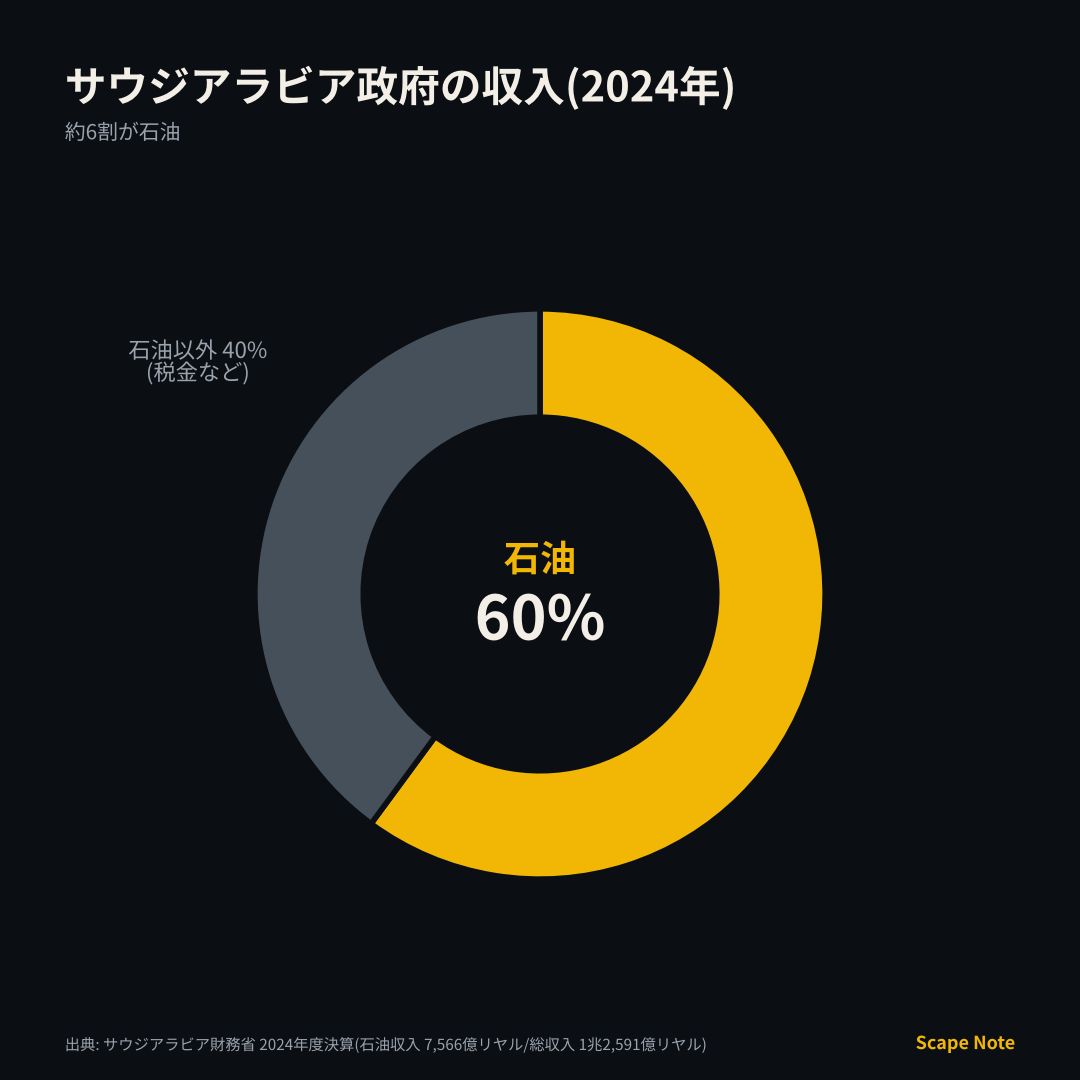 サウジアラビア政府の収入(2024年)
約6割が石油
石油以外 40%
(税金など)
石油
60%
出典: サウジアラビア財務省 2024年度決算(石油収入 7,566億リヤル/総収入 1兆2,591億リヤル)
Scape Note